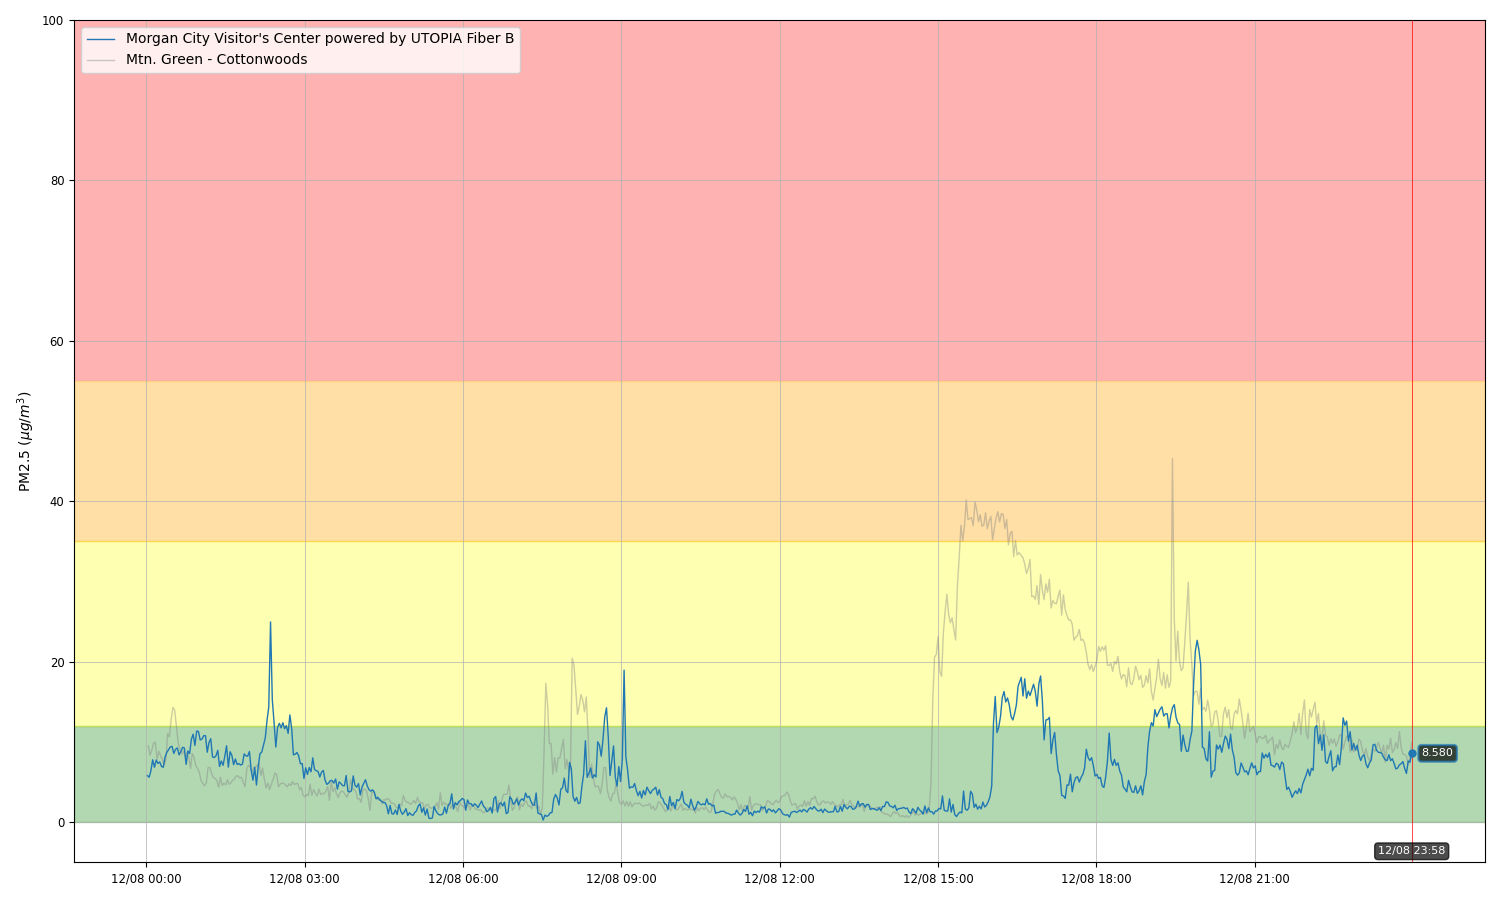 Morgan City Visitor's Center powered by UTOPIA Fiber B
Mtn. Green - Cottonwoods
PM2.5 (μg/m³)
100
80
60
40
20
0
8.580
12/08 23:58
12/08 00:00 12/08 03:00 12/08 06:00 12/08 09:00 12/08 12:00 12/08 15:00 12/08 18:00 12/08 21:00